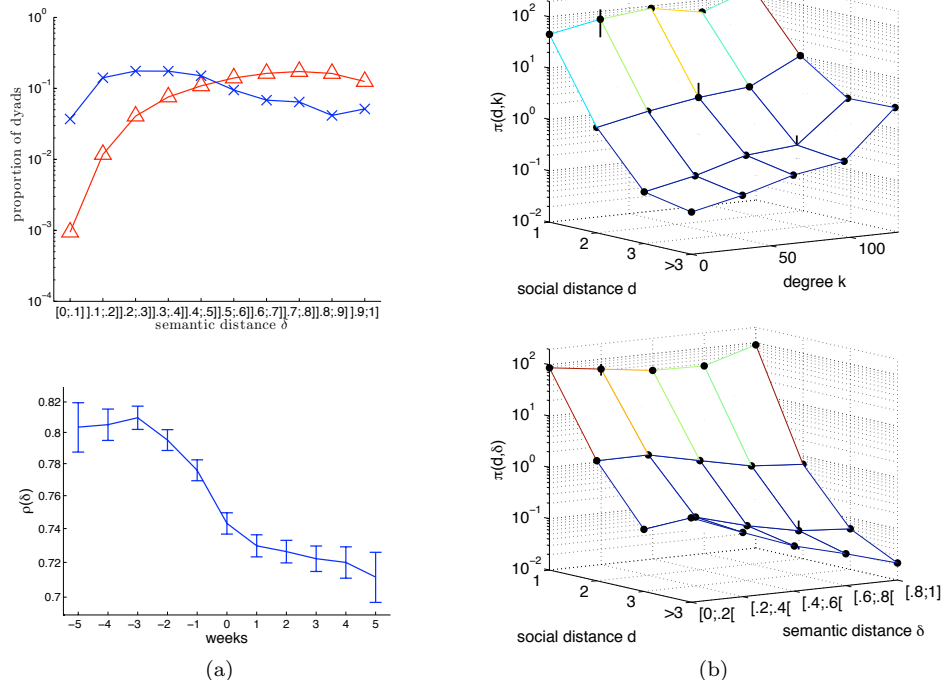 10^0
10^-1
10^-2
10^-3
10^-4
proportion of dyads
[0;.1] ].1;.2] ].2;.3] ].3;.4] ].4;.5] ].5;.6] ].6;.7] ].7;.8] ].8;.9] ].9;1]
semantic distance δ
0.82
0.8
0.78
0.76
0.74
0.72
0.7
ρ(δ)
−5 −4 −3 −2 −1 0 1 2 3 4 5
weeks
(a)
10^2
10^1
10^0
10^-1
10^-2
π(d,k)
1
2
3
>3
social distance d
0
50
100
degree k
10^2
10^1
10^0
10^-1
10^-2
π(d,δ)
1
2
3
>3
social distance d
[0;.2[
[.2;.4[
[.4;.6[
[.6;.8[
[.8;1]
semantic distance δ
(b)